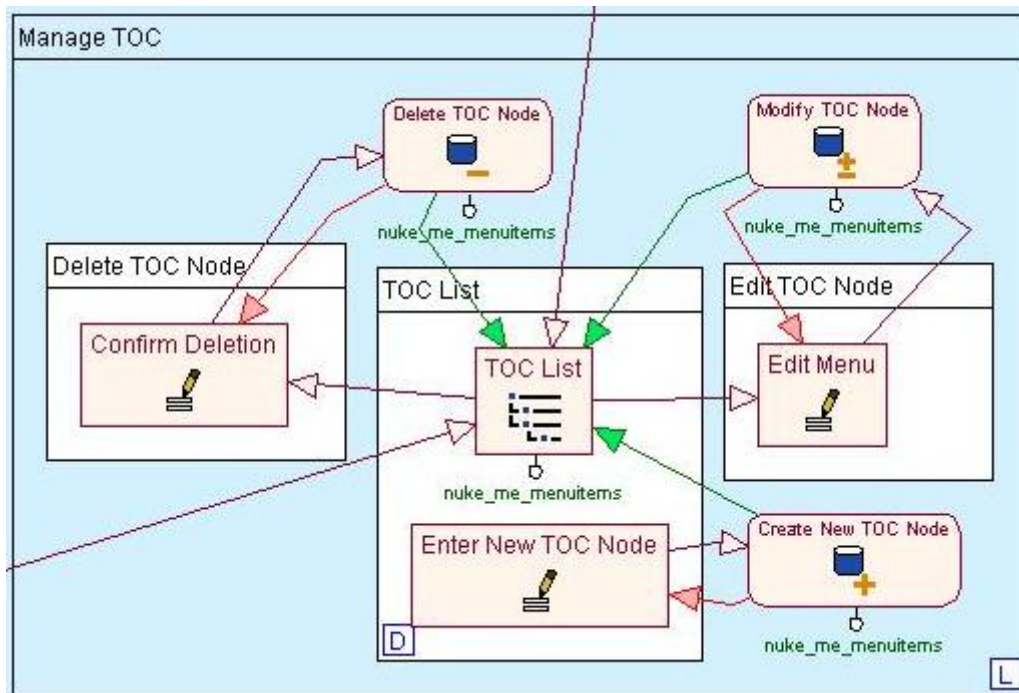 Manage TOC
Delete TOC Node
nuke_me_menuitems
Modify TOC Node
nuke_me_menuitems
Delete TOC Node
Confirm Deletion
TOC List
TOC List
nuke_me_menuitems
Enter New TOC Node
D
Edit TOC Node
Edit Menu
Create New TOC Node
nuke_me_menuitems
L